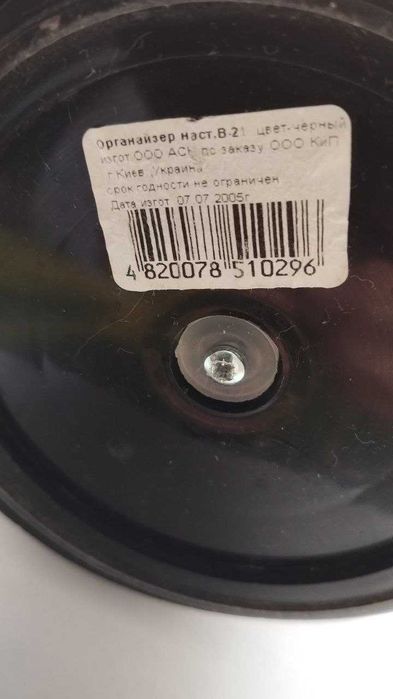 Органайзер наст.В-21 цвет-черный
изгот.ООО АСК по заказу ООО КиП
г.Киев ,Украина
срок годности не ограничен
Дата изгот. 07.07.2005г
4 820078 510296